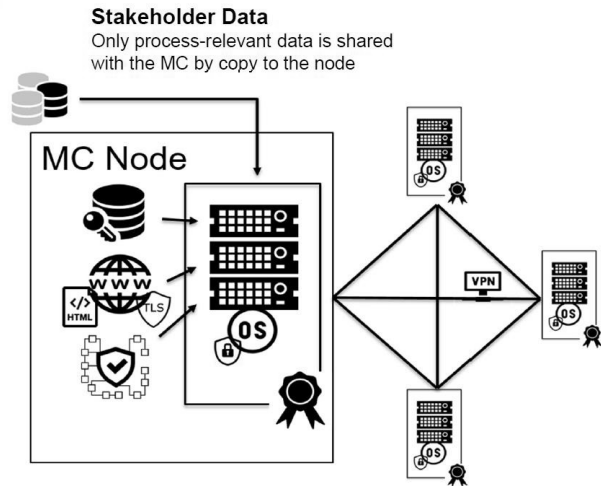 Stakeholder Data
Only process-relevant data is shared
with the MC by copy to the node
MC Node
OS
WWW
</>
HTML
TLS
OS
VPN
OS
OS